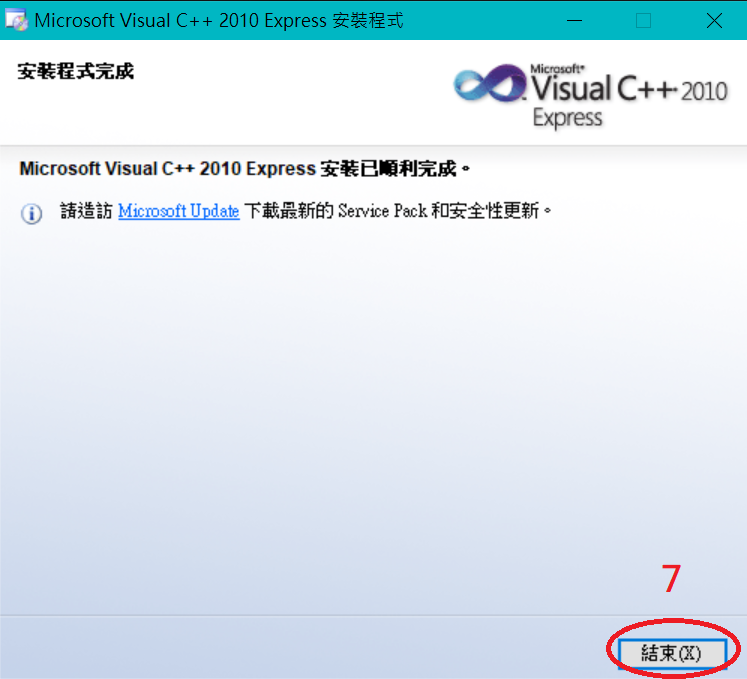 Microsoft Visual C++ 2010 Express 安裝程式
安裝程式完成
Microsoft®
Visual C++ 2010
Express
Microsoft Visual C++ 2010 Express 安裝已順利完成。
請造訪 Microsoft Update 下載最新的 Service Pack 和安全性更新。
7
結束(X)